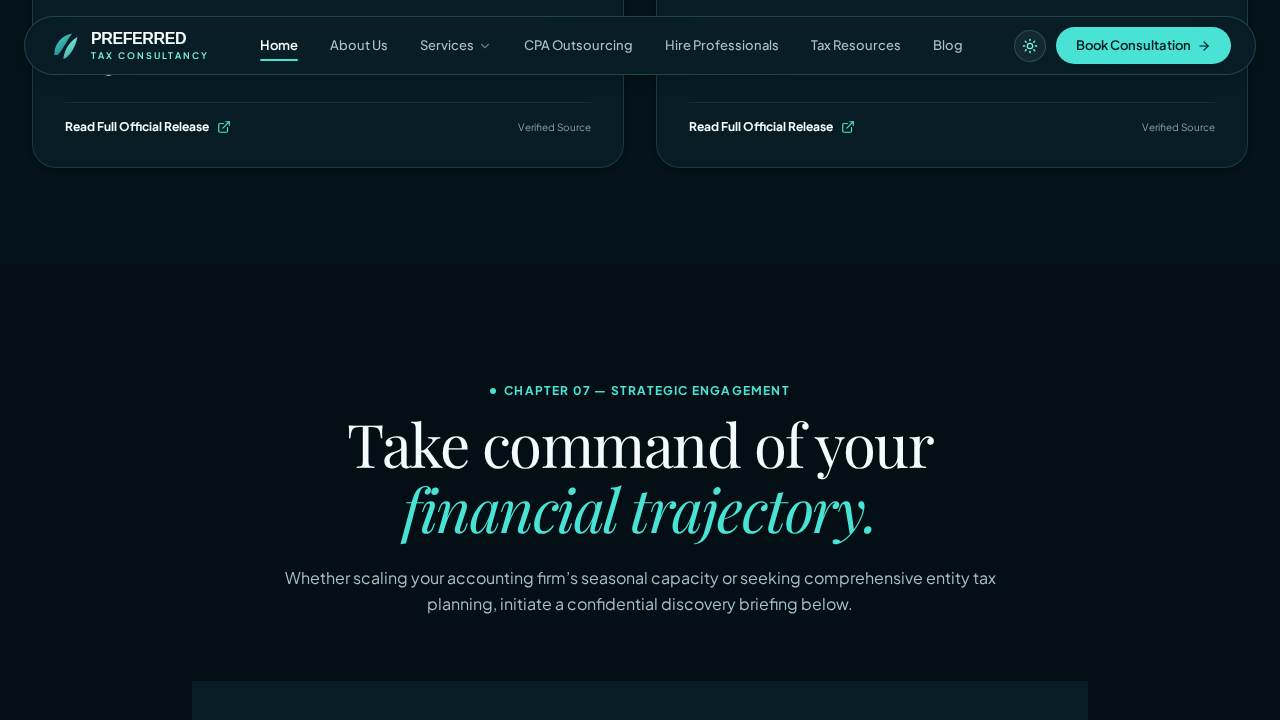 PREFERRED
TAX CONSULTANCY
Home
About Us
Services
CPA Outsourcing
Hire Professionals
Tax Resources
Blog
Book Consultation
Read Full Official Release
Verified Source
Read Full Official Release
Verified Source
CHAPTER 07 — STRATEGIC ENGAGEMENT
Take command of your
financial trajectory.
Whether scaling your accounting firm’s seasonal capacity or seeking comprehensive entity tax
planning, initiate a confidential discovery briefing below.